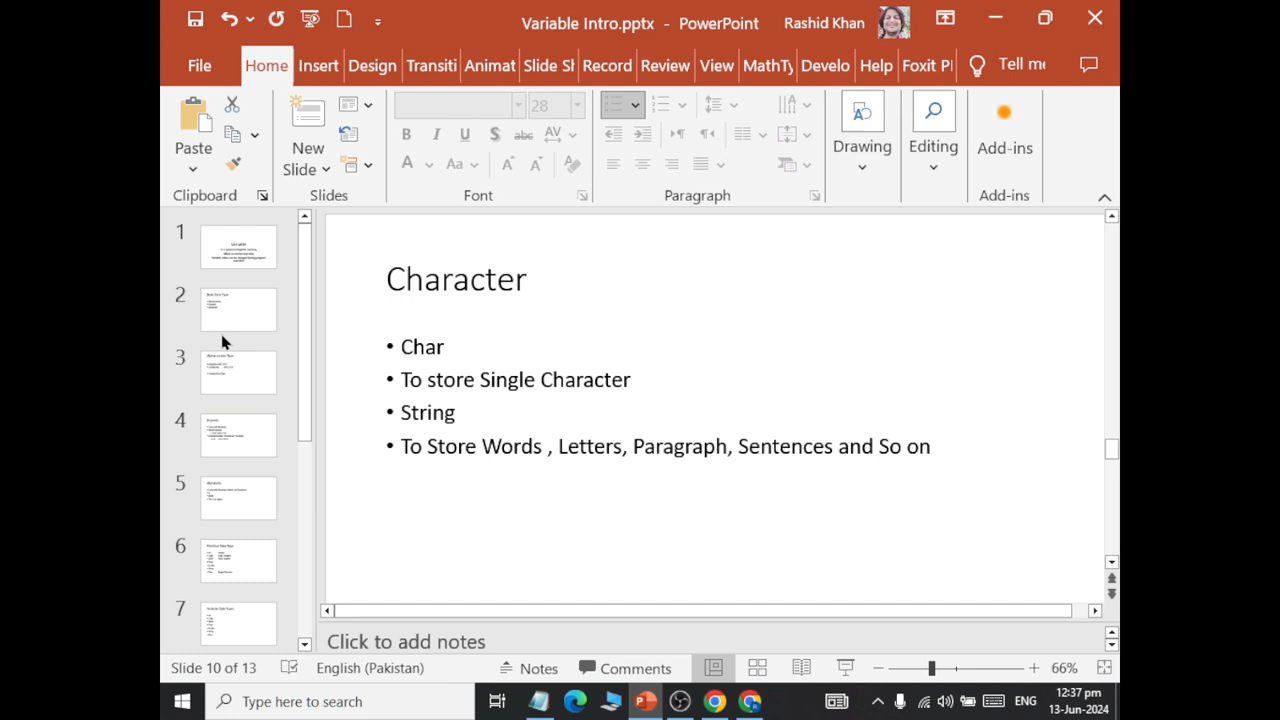 Variable Intro.pptx - PowerPoint
Rashid Khan
File
Home
Insert
Design
Transiti
Animat
Slide Sh
Record
Review
View
MathTy
Develo
Help
Foxit P
Tell me
Paste
New
Slide
28
Drawing
Editing
Add-ins
Clipboard
Slides
Font
Paragraph
Add-ins
1
2
3
4
5
6
7
Character
• Char
• To store Single Character
• String
• To Store Words , Letters, Paragraph, Sentences and So on
Click to add notes
Slide 10 of 13
English (Pakistan)
Notes
Comments
66%
Type here to search
ENG
12:37 pm
13-Jun-2024